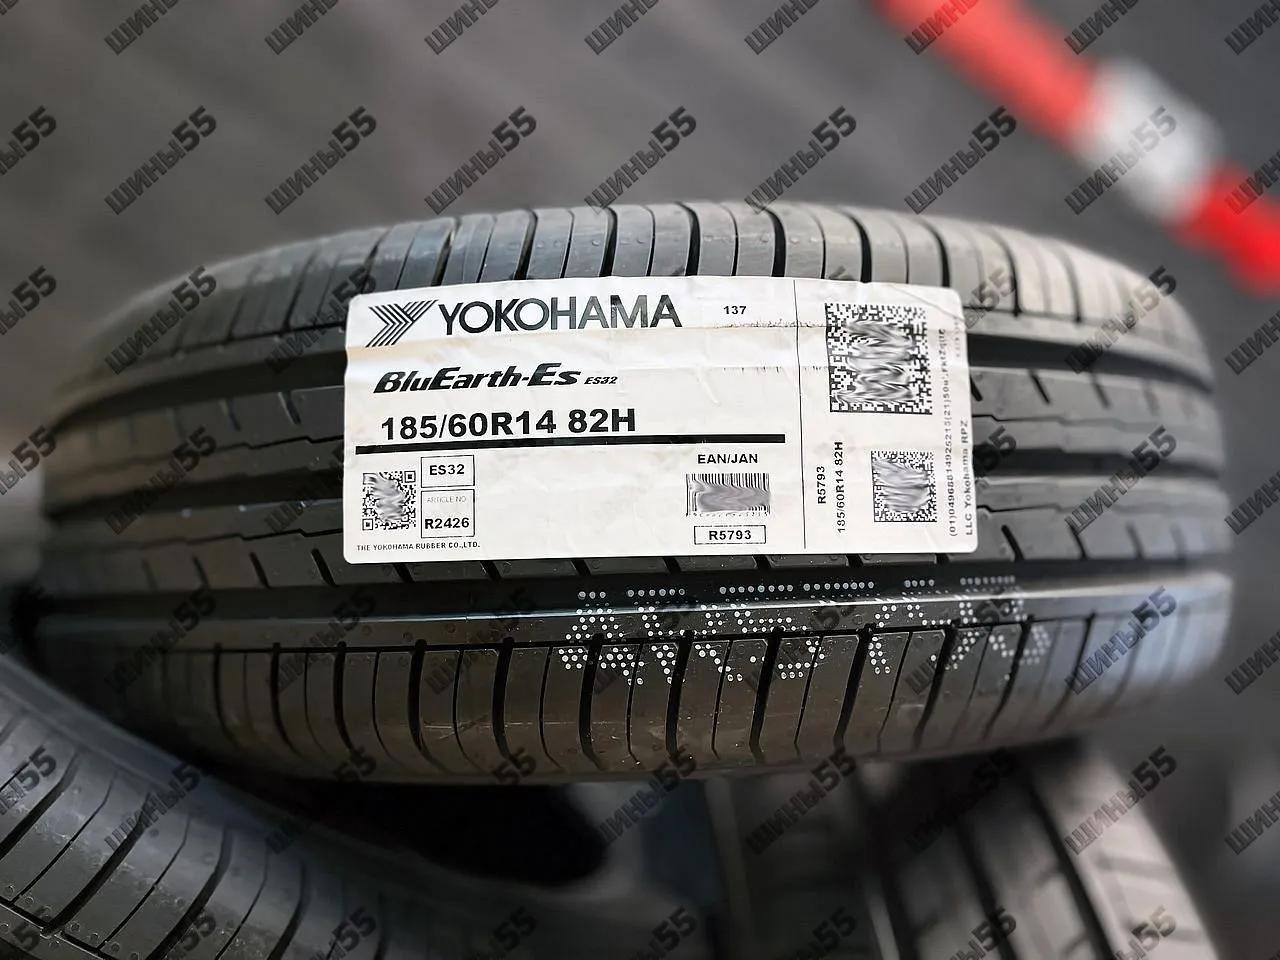 YOKOHAMA
137
BluEarth-Es ES32
185/60R14 82H
ES32
ARTICLE NO.
R2426
THE YOKOHAMA RUBBER CO.,LTD.
EAN/JAN
R5793
R5793
185/60R14 82H
LLC Yokohama RPZ
шины55